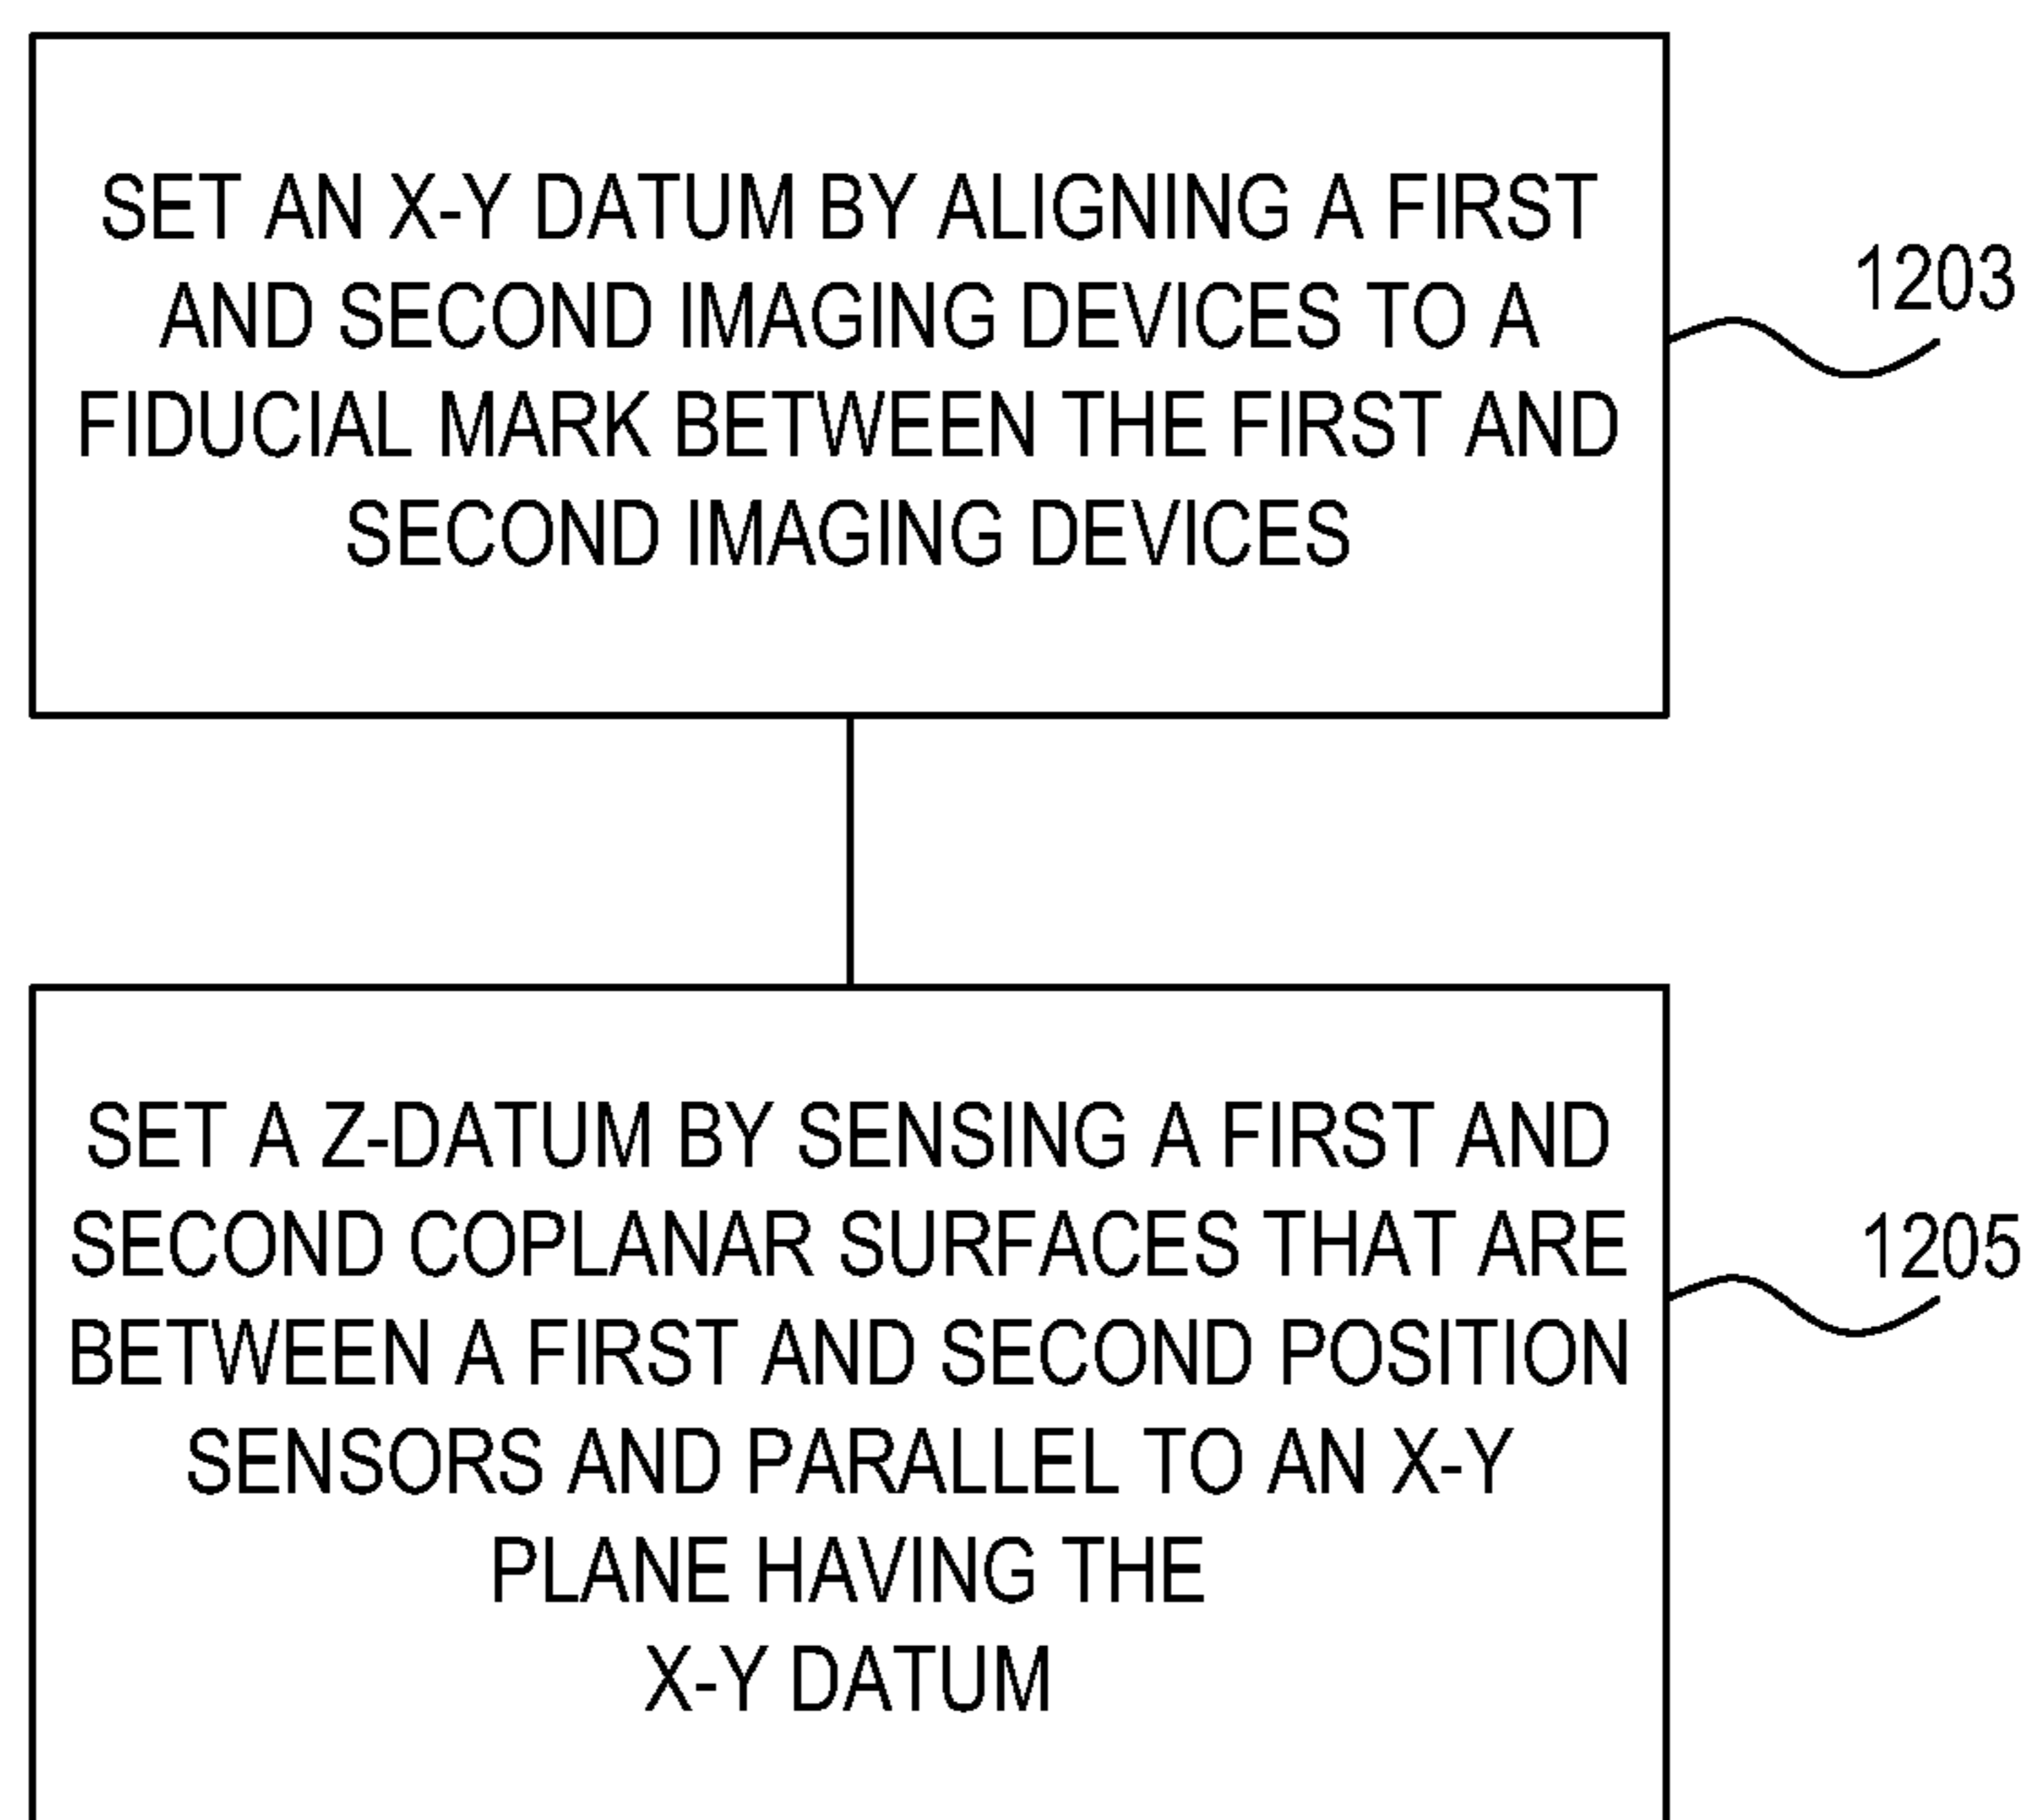 SET AN X-Y DATUM BY ALIGNING A FIRST
AND SECOND IMAGING DEVICES TO A
FIDUCIAL MARK BETWEEN THE FIRST AND
SECOND IMAGING DEVICES
1203
SET A Z-DATUM BY SENSING A FIRST AND
SECOND COPLANAR SURFACES THAT ARE
BETWEEN A FIRST AND SECOND POSITION
SENSORS AND PARALLEL TO AN X-Y
PLANE HAVING THE
X-Y DATUM
1205